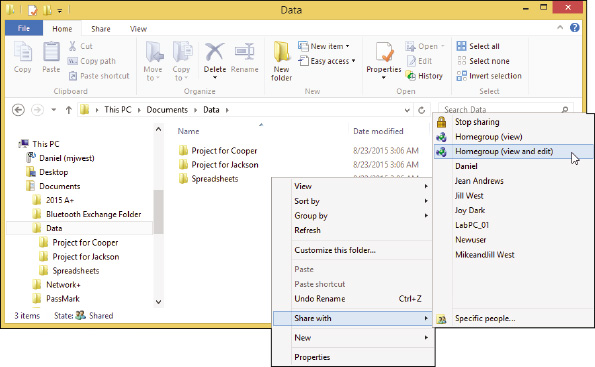 Data
File Home Share View
Copy
Paste
Cut
Copy path
Paste shortcut
Clipboard
Move to
Copy to
Delete
Rename
Organize
New folder
New item
Easy access
New
Properties
Open
Edit
History
Open
Select all
Select none
Invert selection
Select
This PC Documents Data
Search Data
This PC
Daniel (mjwest)
Desktop
Documents
2015 A+
Bluetooth Exchange Folder
Data
Project for Cooper
Project for Jackson
Spreadsheets
Network+
PassMark
Name Date modified
Project for Cooper 8/23/2015 3:06 AM
Project for Jackson 8/23/2015 3:06 AM
Spreadsheets
3 items State: Shared
View
Sort by
Group by
Refresh
Customize this folder...
Paste
Paste shortcut
Undo Rename Ctrl+Z
Share with
New
Properties
Stop sharing
Homegroup (view)
Homegroup (view and edit)
Daniel
Jean Andrews
Jill West
Joy Dark
LabPC_01
Newuser
MikeandJill West
Specific people...